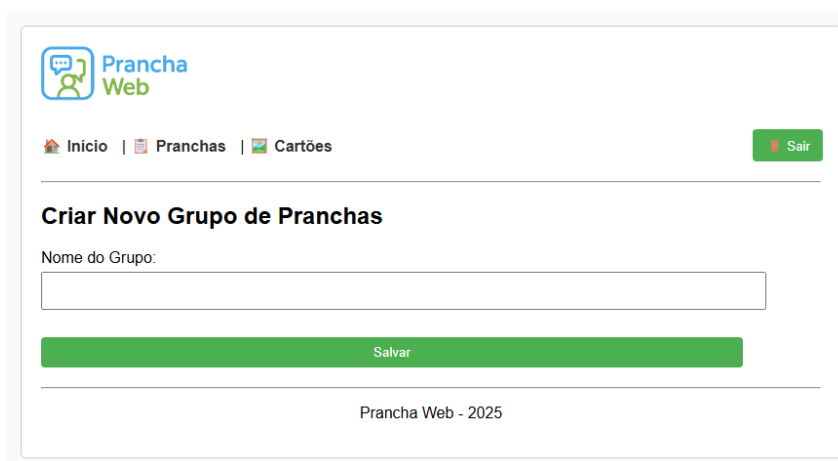 Prancha
Web
Início | Pranchas | Cartões
Sair
Criar Novo Grupo de Pranchas
Nome do Grupo:
Salvar
Prancha Web - 2025